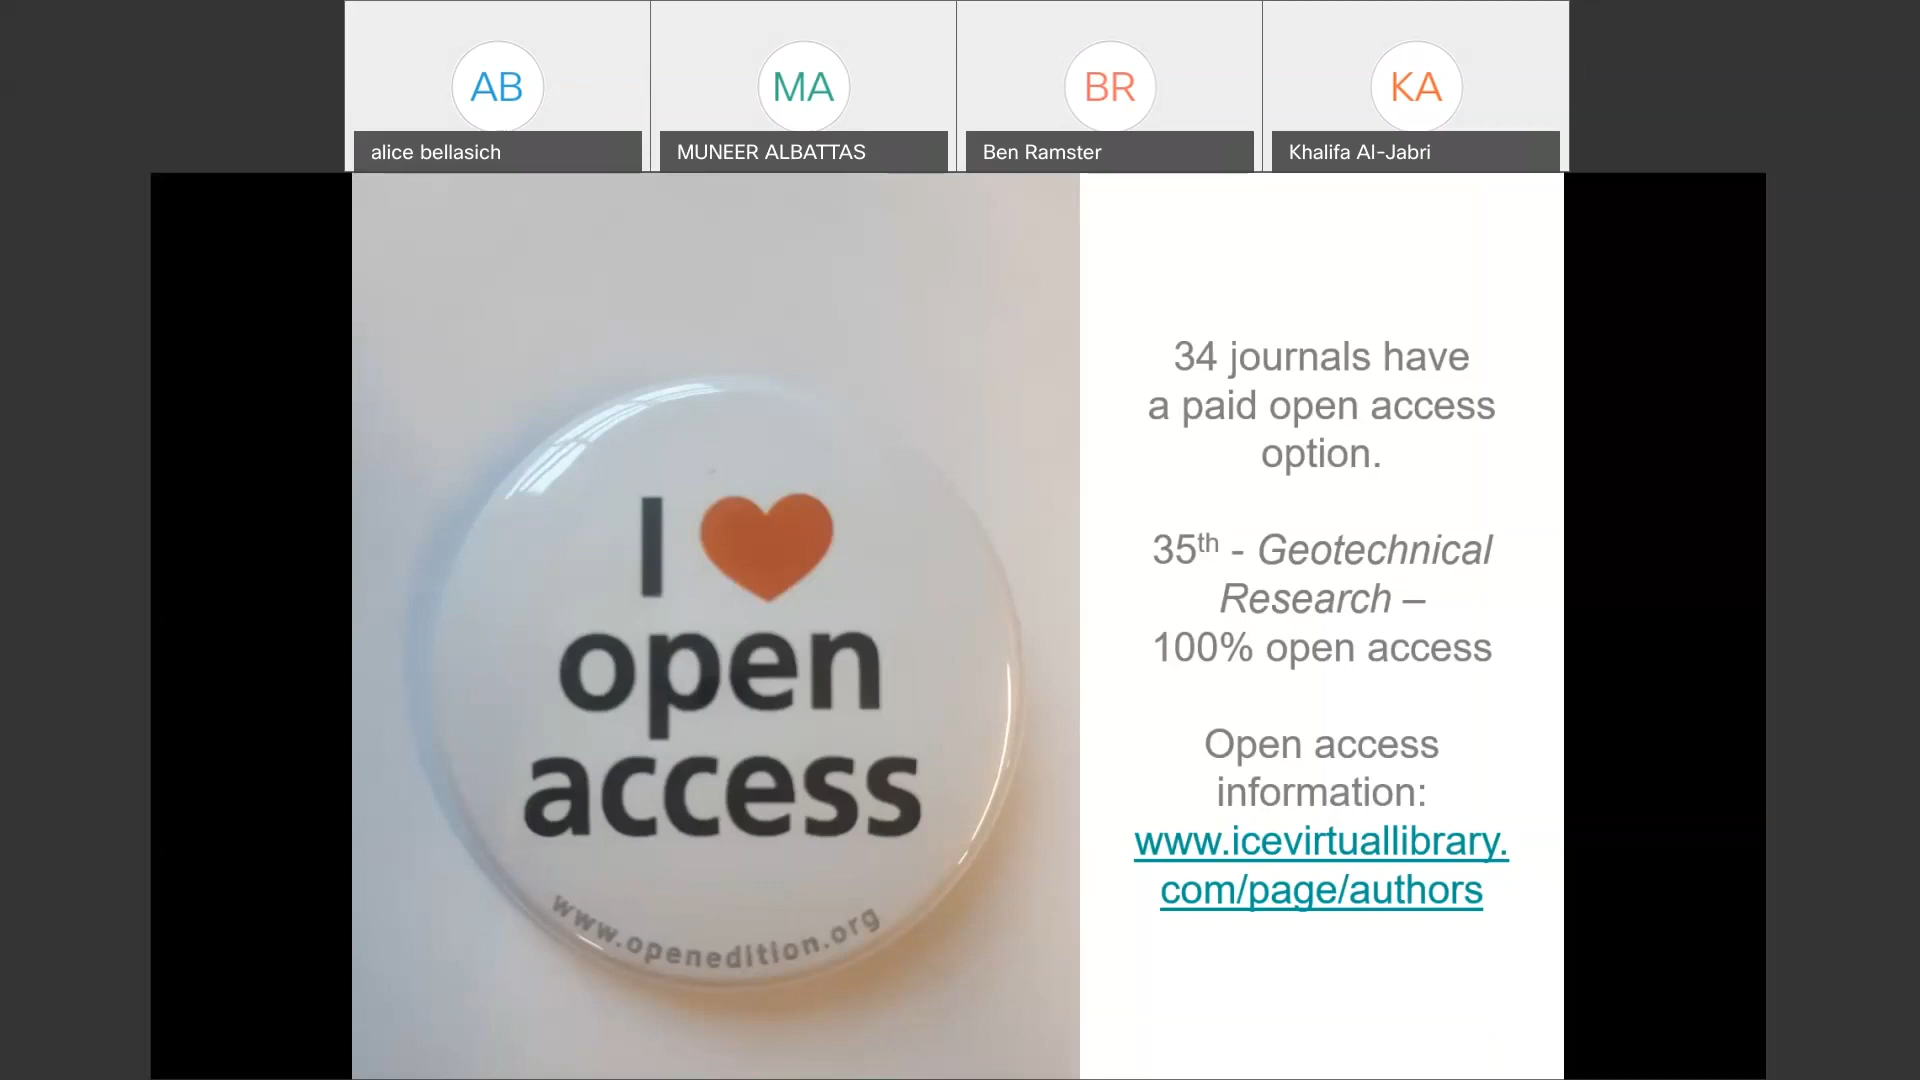 AB
MA
BR
KA
alice bellasich
MUNEER ALBATTAS
Ben Ramster
Khalifa Al-Jabri
I
open
access
www.openedition.org
34 journals have
a paid open access
option.
35th - Geotechnical
Research –
100% open access
Open access
information:
www.icevirtuallibrary.
com/page/authors